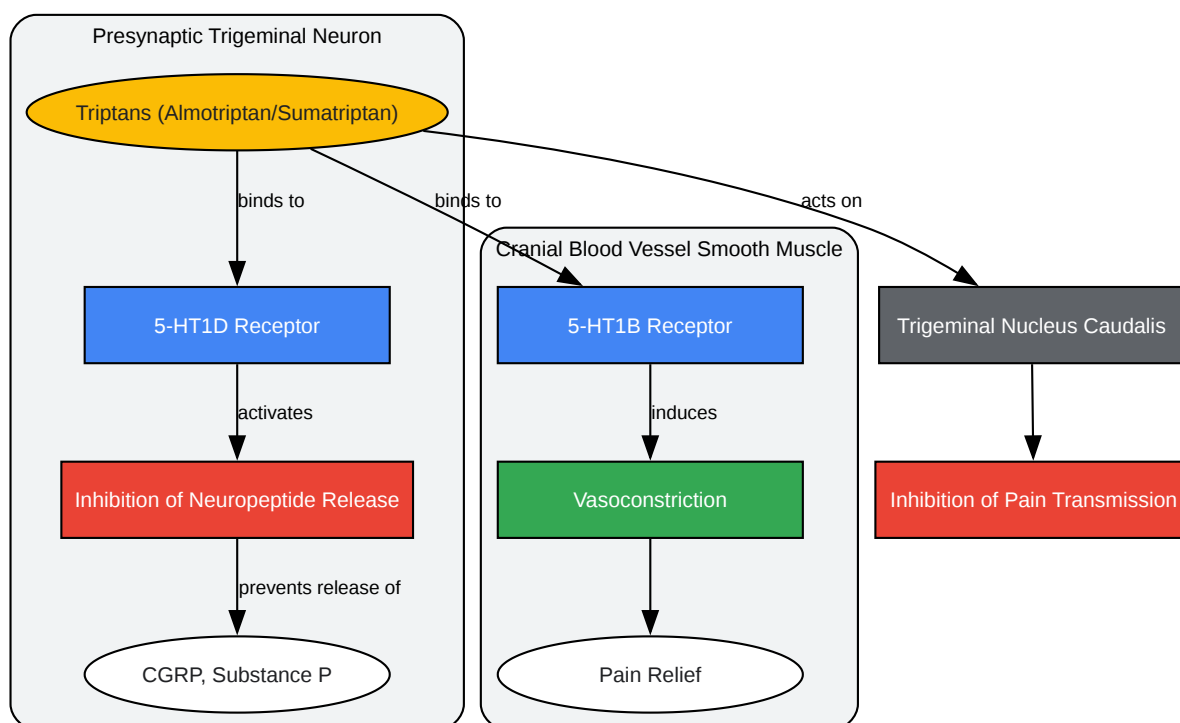 Presynaptic Trigeminal Neuron
Triptans (Almotriptan/Sumatriptan)
binds to
binds to
acts on
Cranial Blood Vessel Smooth Muscle
5-HT1D Receptor
5-HT1B Receptor
Trigeminal Nucleus Caudalis
activates
induces
Inhibition of Neuropeptide Release
Vasoconstriction
Inhibition of Pain Transmission
prevents release of
CGRP, Substance P
Pain Relief